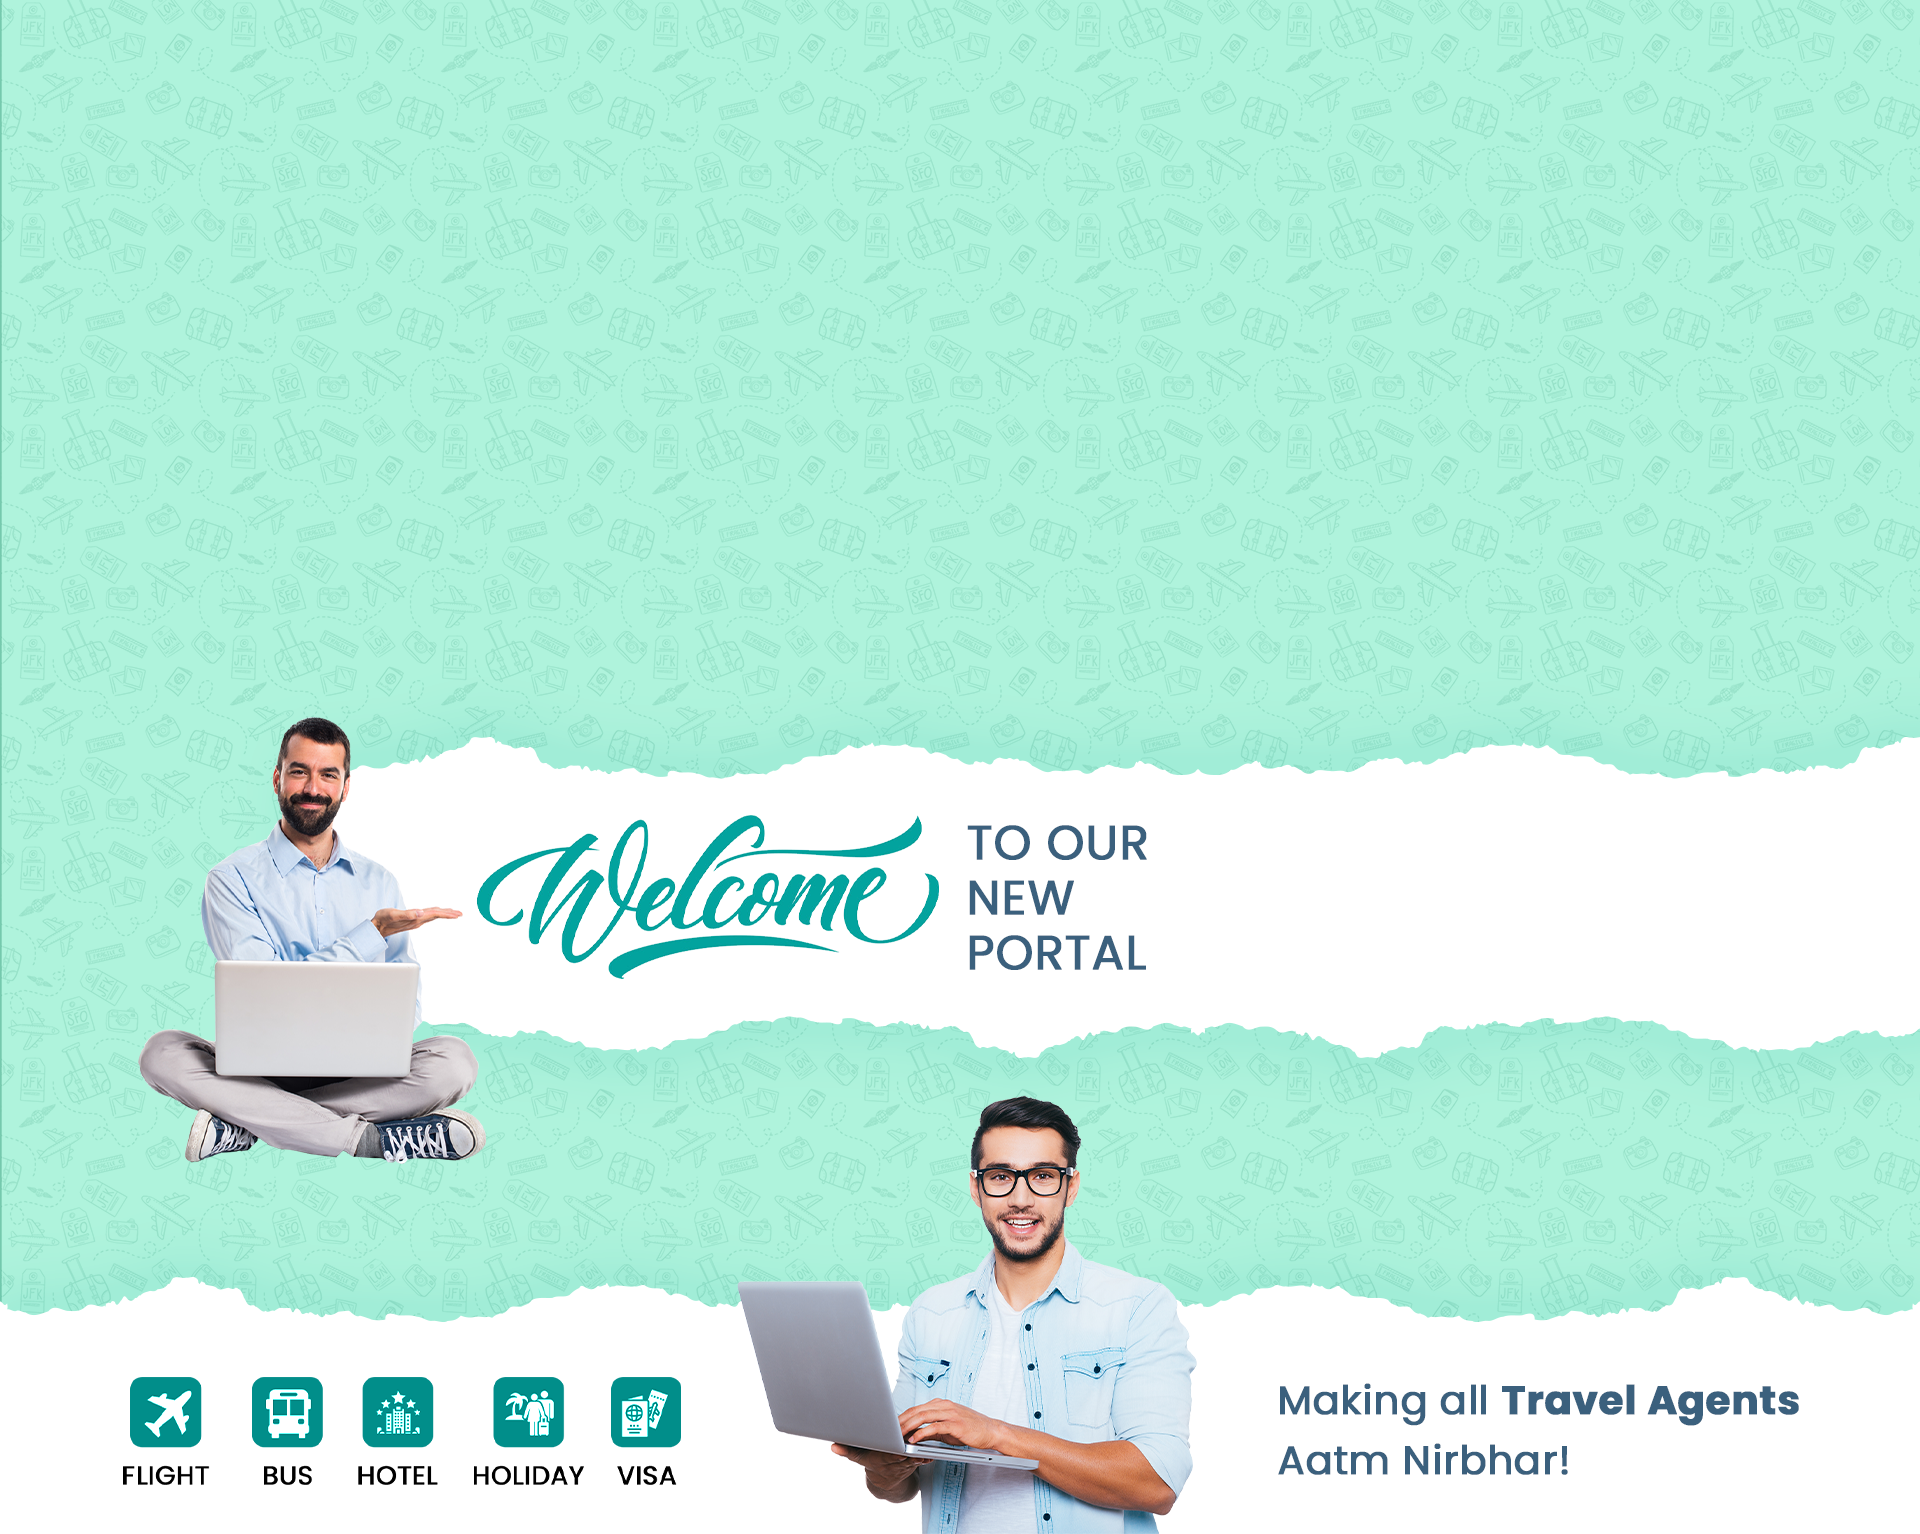 Welcome
TO OUR
NEW
PORTAL
FLIGHT BUS HOTEL HOLIDAY VISA
Making all Travel Agents
Aatm Nirbhar!